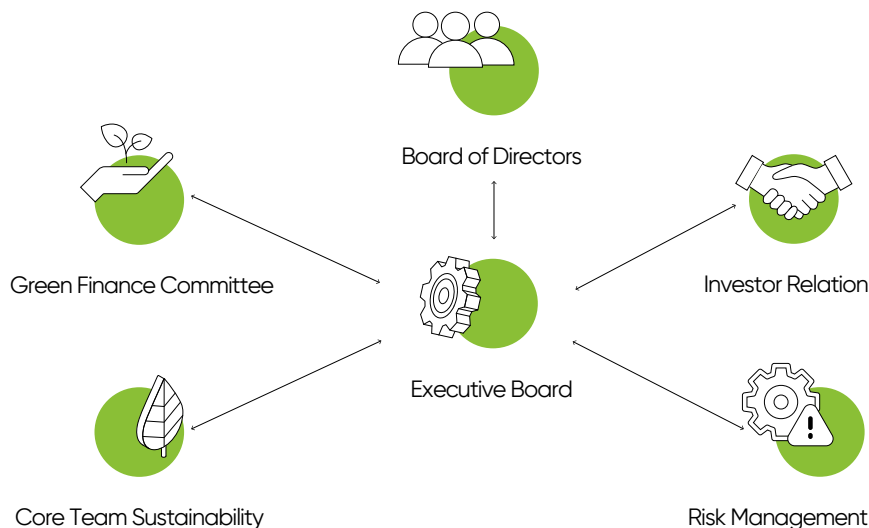 Board of Directors
Green Finance Committee
Investor Relation
Executive Board
Core Team Sustainability
Risk Management